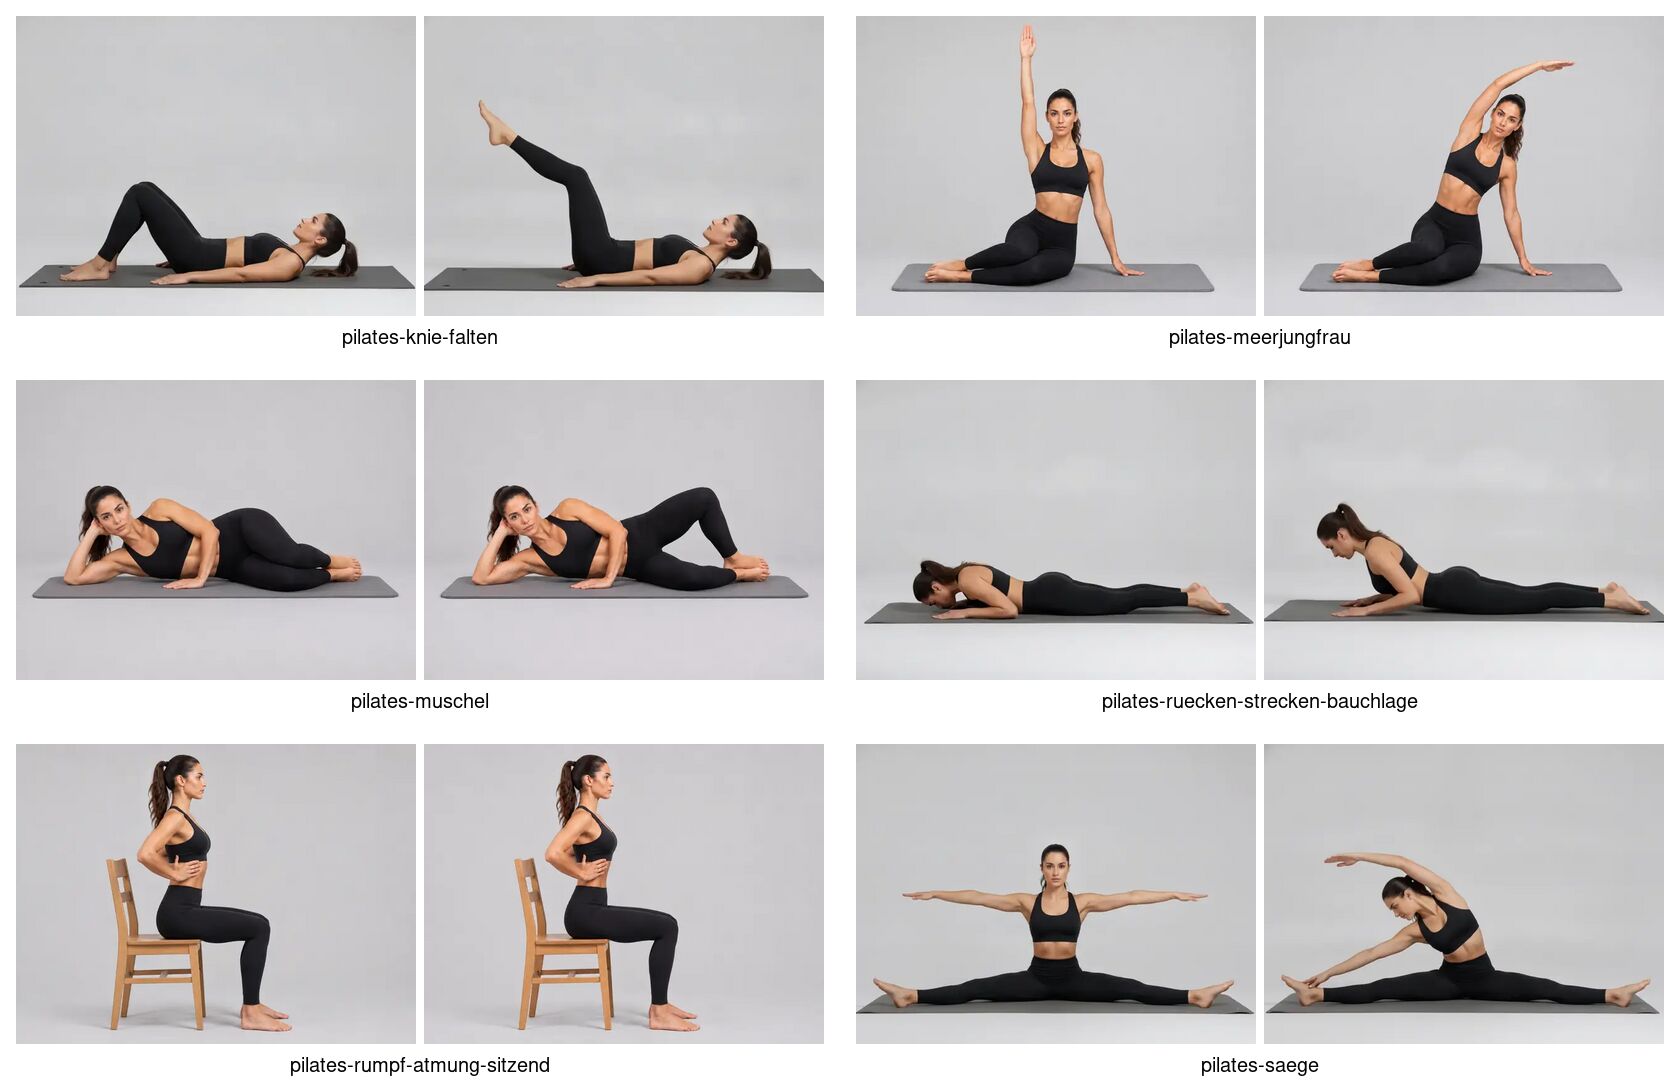 pilates-knie-falten
pilates-meerjungfrau
pilates-muschel
pilates-ruecken-strecken-bauchlage
pilates-rumpf-atmung-sitzend
pilates-saege